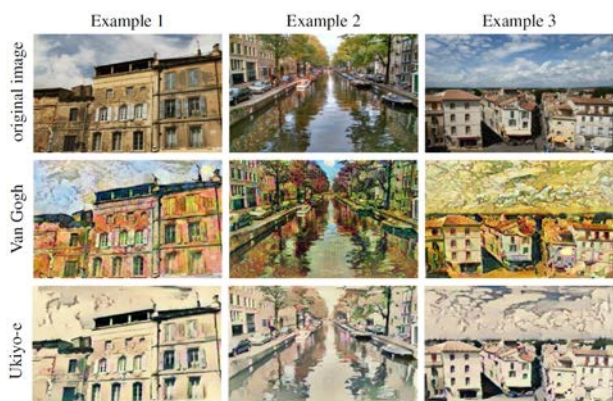 Example 1
Example 2
Example 3
original image
Van Gogh
Ukiyo-e